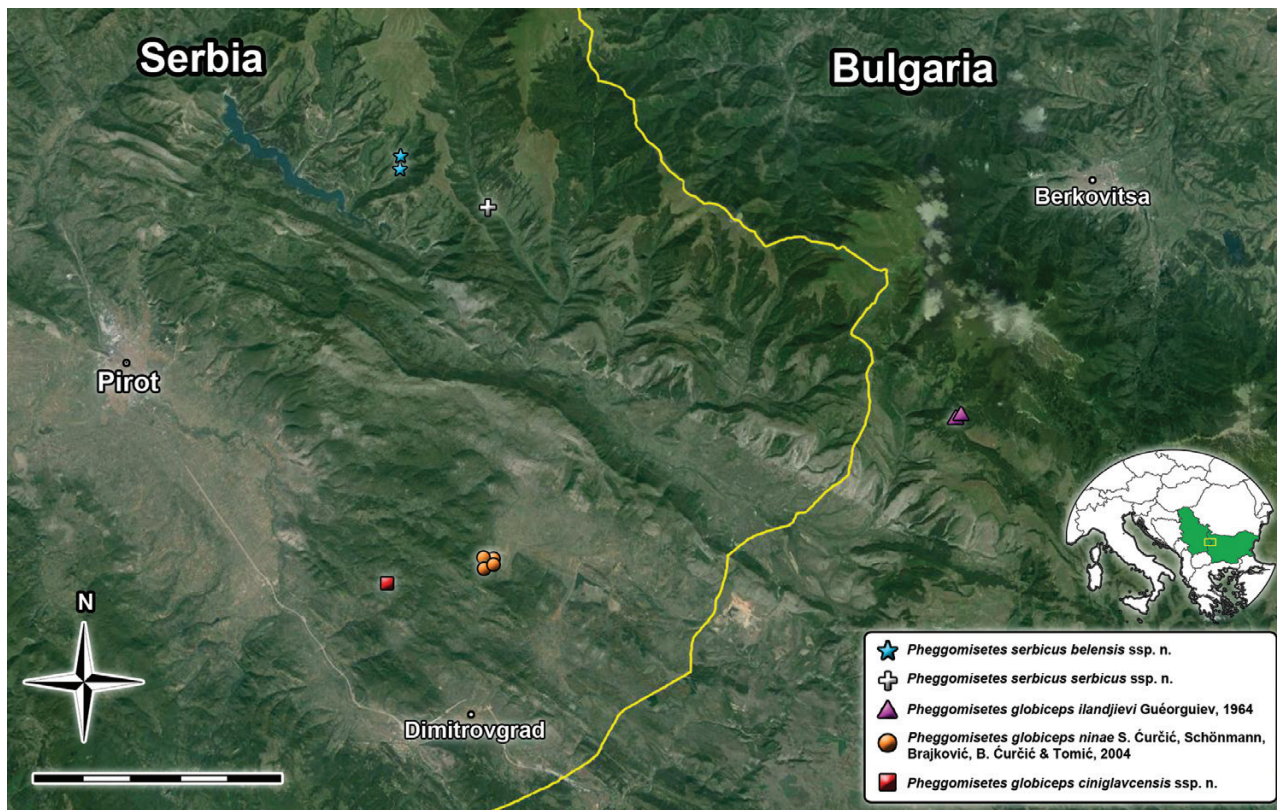 Serbia
Bulgaria
Berkovitsa
Pirot
N
Dimitrovgrad
Pheggomisetes serbicus belensis ssp. n.
Pheggomisetes serbicus serbicus ssp. n.
Pheggomisetes globiceps ilandjievi Guéorguiev, 1964
Pheggomisetes globiceps ninae S. Ćurčić, Schönmann,
Brajković, B. Ćurčić & Tomić, 2004
Pheggomisetes globiceps ciniglavcensis ssp. n.